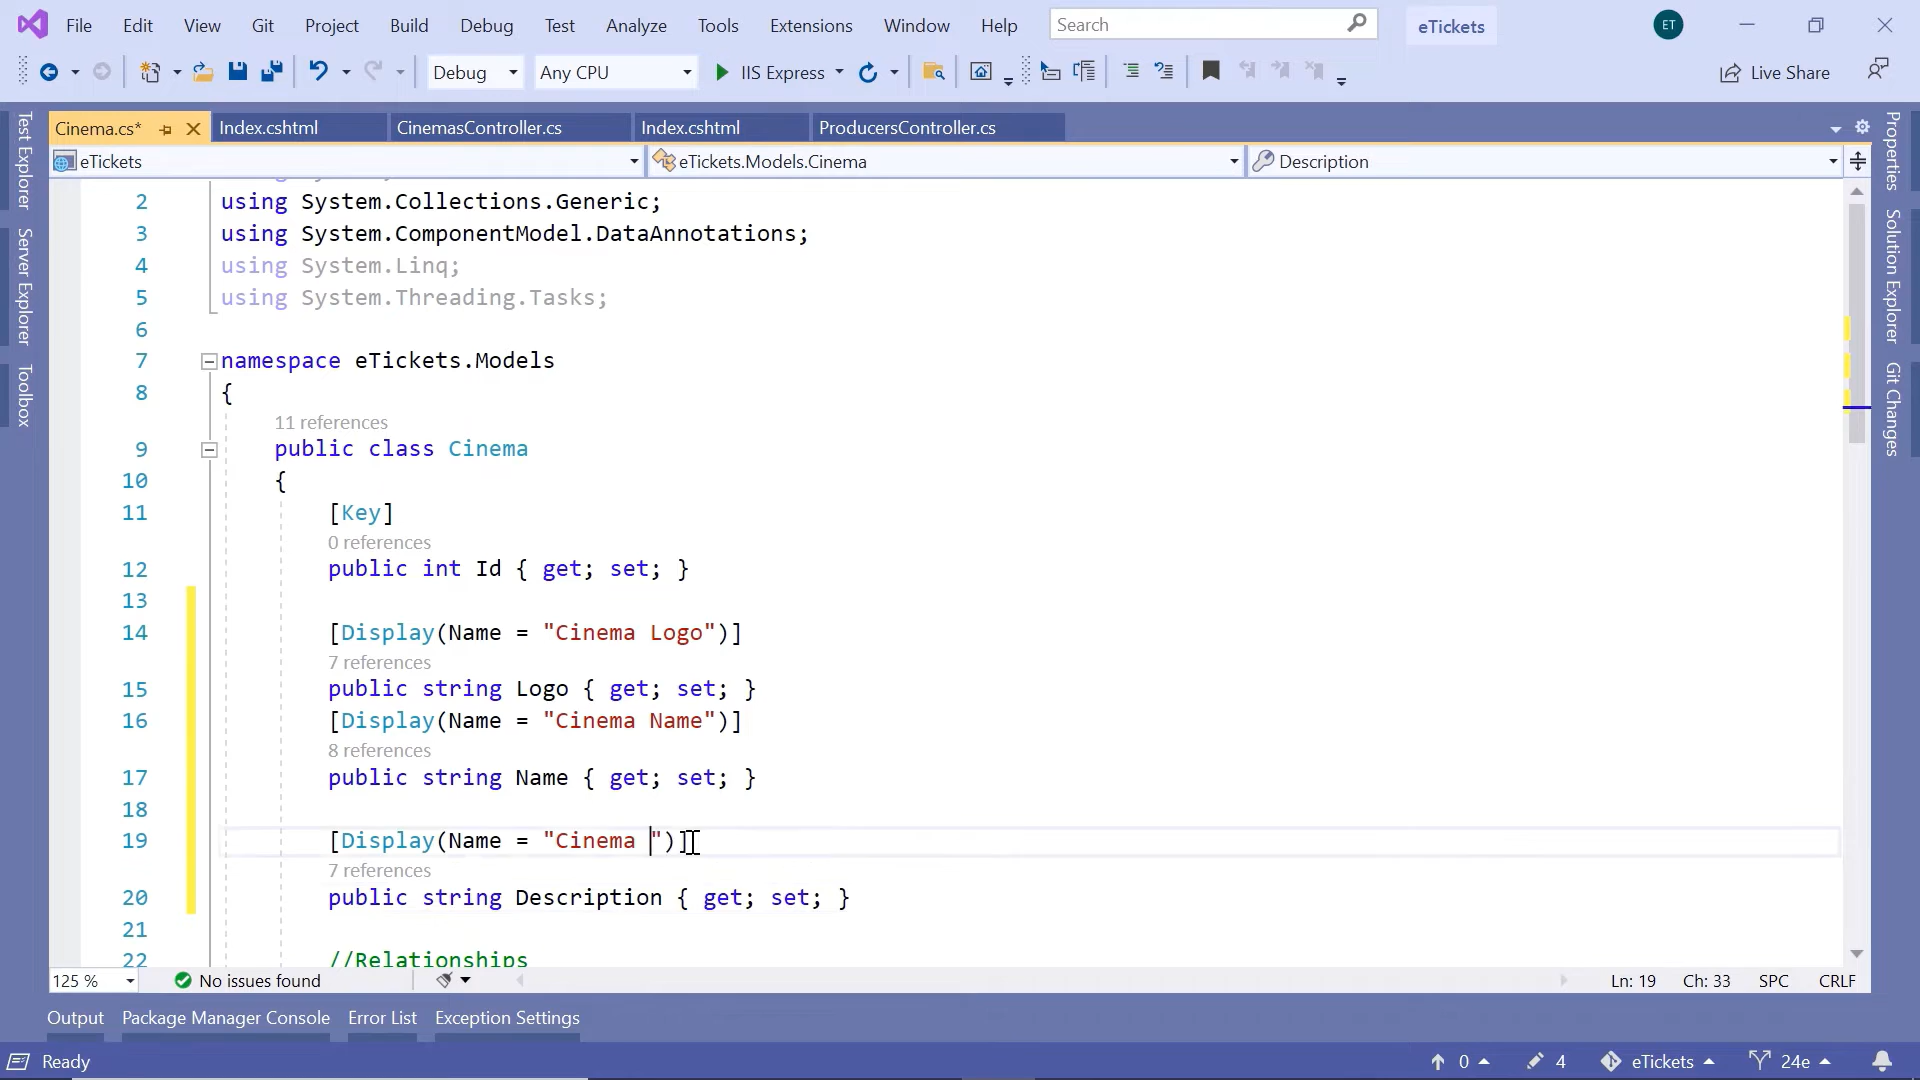 File Edit View Git Project Build Debug Test Analyze Tools Extensions Window Help Search eTickets ET
Debug Any CPU IIS Express Live Share
Cinema.cs* Index.cshtml CinemasController.cs Index.cshtml ProducersController.cs
eTickets eTickets.Models.Cinema Description
Test Explorer
Server Explorer
Toolbox
2 using System.Collections.Generic;
3 using System.ComponentModel.DataAnnotations;
4 using System.Linq;
5 using System.Threading.Tasks;
6
7 namespace eTickets.Models
8 {
11 references
9 public class Cinema
10 {
11 [Key]
0 references
12 public int Id { get; set; }
13
14 [Display(Name = "Cinema Logo")]
7 references
15 public string Logo { get; set; }
16 [Display(Name = "Cinema Name")]
8 references
17 public string Name { get; set; }
18
19 [Display(Name = "Cinema ")]
7 references
20 public string Description { get; set; }
21
22 //Relationships
Properties
Solution Explorer
Git Changes
125 % No issues found Ln: 19 Ch: 33 SPC CRLF
Output Package Manager Console Error List Exception Settings
Ready 0 4 eTickets 24e